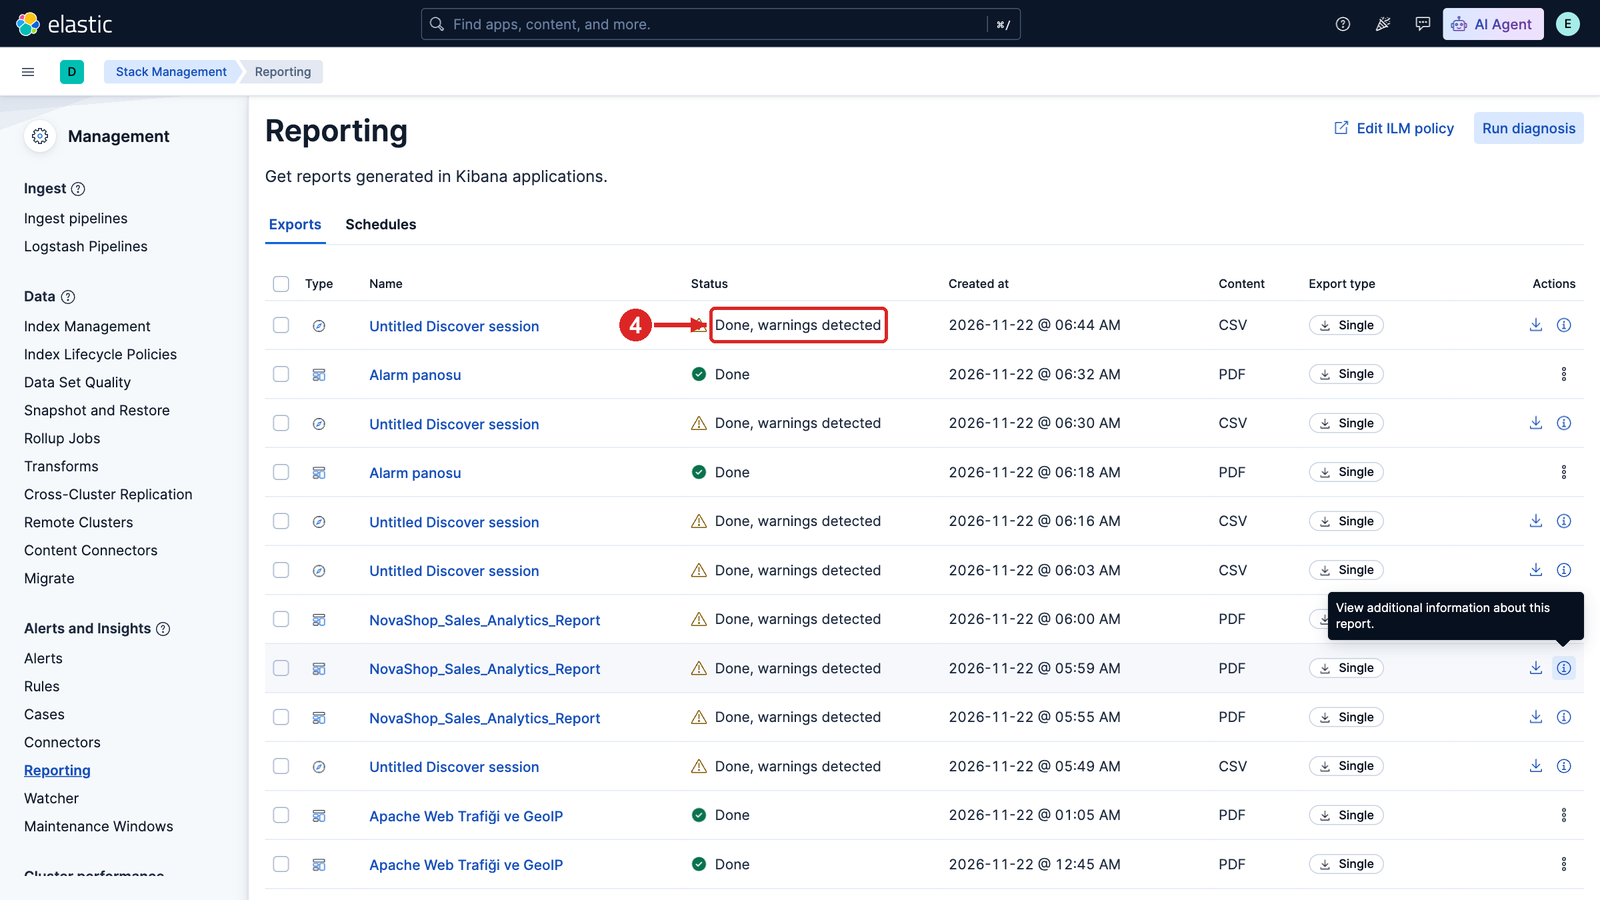 elastic
Find apps, content, and more.
⌘/
AI Agent
E
D
Stack Management
Reporting
Management
Ingest
Ingest pipelines
Logstash Pipelines
Data
Index Management
Index Lifecycle Policies
Data Set Quality
Snapshot and Restore
Rollup Jobs
Transforms
Cross-Cluster Replication
Remote Clusters
Content Connectors
Migrate
Alerts and Insights
Alerts
Rules
Cases
Connectors
Reporting
Watcher
Maintenance Windows
Cluster performance
Reporting
Edit ILM policy
Run diagnosis
Get reports generated in Kibana applications.
Exports Schedules
Type Name Status Created at Content Export type Actions
Untitled Discover session 4 Done, warnings detected 2026-11-22 @ 06:44 AM CSV Single
Alarm panosu Done 2026-11-22 @ 06:32 AM PDF Single
Untitled Discover session Done, warnings detected 2026-11-22 @ 06:30 AM CSV Single
Alarm panosu Done 2026-11-22 @ 06:18 AM PDF Single
Untitled Discover session Done, warnings detected 2026-11-22 @ 06:16 AM CSV Single
Untitled Discover session Done, warnings detected 2026-11-22 @ 06:03 AM CSV Single
NovaShop_Sales_Analytics_Report Done, warnings detected 2026-11-22 @ 06:00 AM PDF
View additional information about this
report.
NovaShop_Sales_Analytics_Report Done, warnings detected 2026-11-22 @ 05:59 AM PDF Single
NovaShop_Sales_Analytics_Report Done, warnings detected 2026-11-22 @ 05:55 AM PDF Single
Untitled Discover session Done, warnings detected 2026-11-22 @ 05:49 AM CSV Single
Apache Web Trafiği ve GeoIP Done 2026-11-22 @ 01:05 AM PDF Single
Apache Web Trafiği ve GeoIP Done 2026-11-22 @ 12:45 AM PDF Single